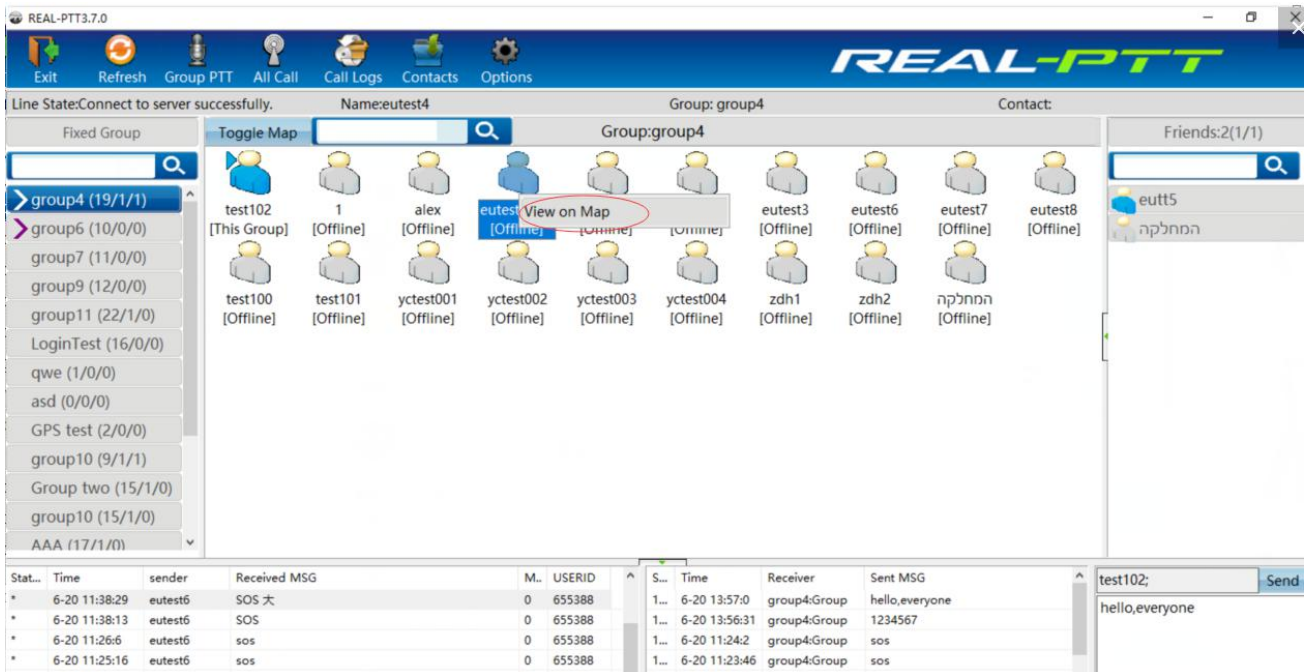 REAL-PTT3.7.0
Exit Refresh Group PTT All Call Call Logs Contacts Options
REAL-PTT
Line State:Connect to server successfully. Name:eutest4 Group: group4 Contact:
Fixed Group
Toggle Map
Group:group4
Friends:2(1/1)
group4 (19/1/1)
group6 (10/0/0)
group7 (11/0/0)
group9 (12/0/0)
group11 (22/1/0)
LoginTest (16/0/0)
qwe (1/0/0)
asd (0/0/0)
GPS test (2/0/0)
group10 (9/1/1)
Group two (15/1/0)
group10 (15/1/0)
AAA (17/1/0)
View on Map
test102 1 alex eutest3 eutest6 eutest7 eutest8
[This Group] [Offline] [Offline] [Offline] [Offline] [Offline] [Offline] [Offline] [Offline] [Offline]
test100 test101 yctest001 yctest002 yctest003 yctest004 zdh1 zdh2 המחלקה
[Offline] [Offline] [Offline] [Offline] [Offline] [Offline] [Offline] [Offline] [Offline]
eutt5
המחלקה
Stat... Time sender Received MSG M.. USERID
* 6-20 11:38:29 eutest6 SOS 大 0 655388
* 6-20 11:38:13 eutest6 SOS 0 655388
* 6-20 11:26:6 eutest6 sos 0 655388
* 6-20 11:25:16 eutest6 sos 0 655388
S... Time Receiver Sent MSG
1... 6-20 13:57:0 group4:Group hello,everyone
1... 6-20 13:56:31 group4:Group 1234567
1... 6-20 11:24:2 group4:Group sos
1... 6-20 11:23:46 group4:Group sos
test102; Send
hello,everyone